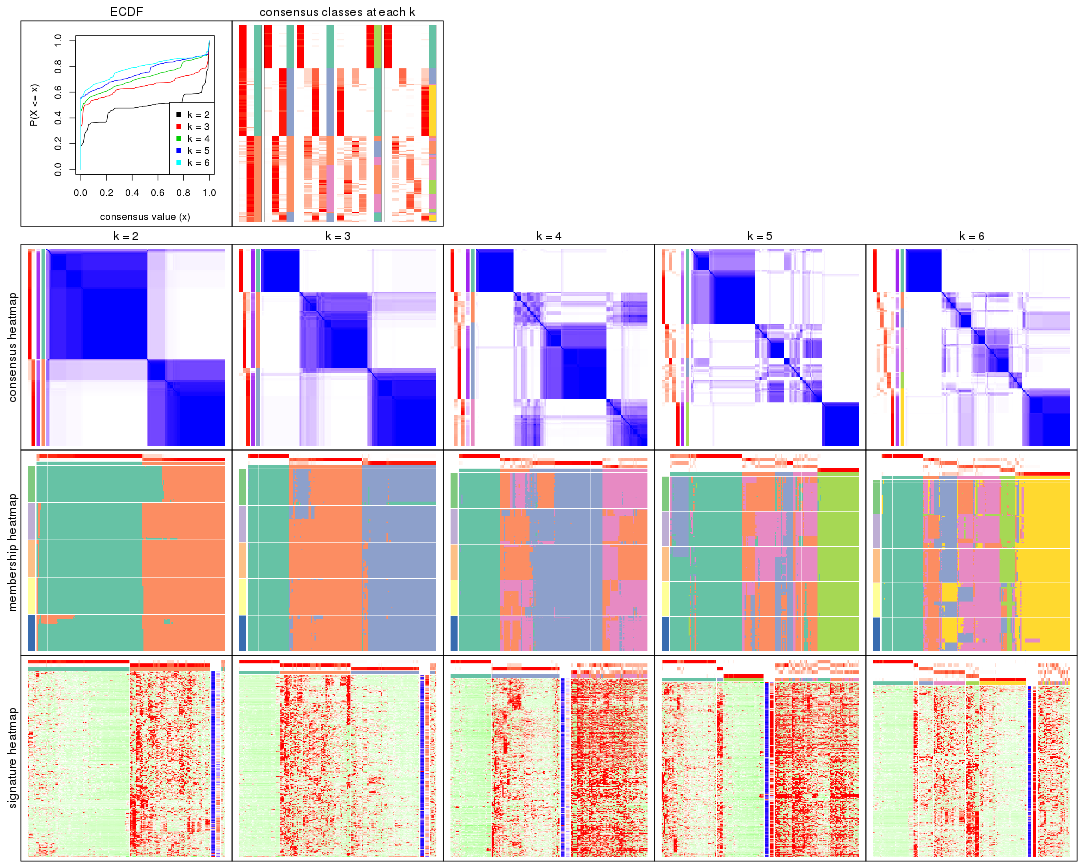 ECDF
consensus classes at each k
P(X <= x)
0.0 0.2 0.4 0.6 0.8 1.0
k = 2
k = 3
k = 4
k = 5
k = 6
0.0 0.2 0.4 0.6 0.8 1.0
consensus value (x)
k = 2 k = 3 k = 4 k = 5 k = 6
consensus heatmap
membership heatmap
signature heatmap